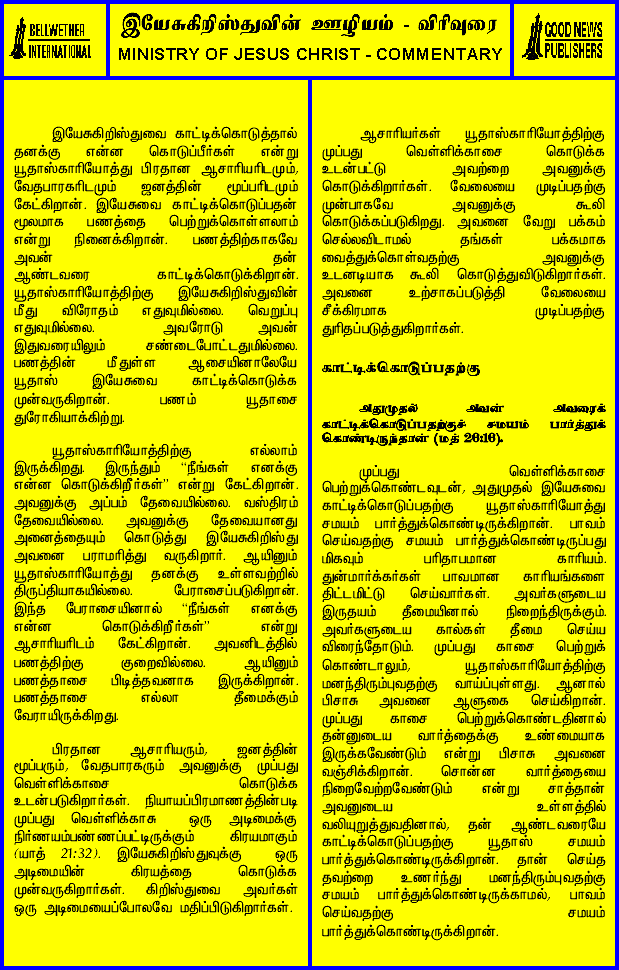 BELLWETHER
INTERNATIONAL
இயேசுகிறிஸ்துவின் ஊழியம் - விரிவுரை
MINISTRY OF JESUS CHRIST - COMMENTARY
GOOD NEWS
PUBLISHERS
இயேசுகிறிஸ்துவை காட்டிக்கொடுத்தால்
தனக்கு என்ன கொடுப்பீர்கள் என்று
யூதாஸ்காரியோத்து பிரதான ஆசாரியரிடமும்,
வேதபாரகரிடமும் ஜனத்தின் மூப்பரிடமும்
கேட்கிறான். இயேசுவை காட்டிக்கொடுப்பதன்
மூலமாக பணத்தை பெற்றுக்கொள்ளலாம்
என்று நினைக்கிறான். பணத்திற்காகவே
அவன் தன்
ஆண்டவரை காட்டிக்கொடுக்கிறான்.
யூதாஸ்காரியோத்திற்கு இயேசுகிறிஸ்துவின்
மீது விரோதம் எதுவுமில்லை. வெறுப்பு
எதுவுமில்லை. அவரோடு அவன்
இதுவரையிலும் சண்டைபோட்டதுமில்லை.
பணத்தின் மீதுள்ள ஆசையினாலேயே
யூதாஸ் இயேசுவை காட்டிக்கொடுக்க
முன்வருகிறான். பணம் யூதாசை
துரோகியாக்கிற்று.
யூதாஸ்காரியோத்திற்கு எல்லாம்
இருக்கிறது. இருந்தும் “நீங்கள் எனக்கு
என்ன கொடுக்கிறீர்கள்” என்று கேட்கிறான்.
அவனுக்கு அப்பம் தேவையில்லை. வஸ்திரம்
தேவையில்லை. அவனுக்கு தேவையானது
அனைத்தையும் கொடுத்து இயேசுகிறிஸ்து
அவனை பராமரித்து வருகிறார். ஆயினும்
யூதாஸ்காரியோத்து தனக்கு உள்ளவற்றில்
திருப்தியாகயில்லை. பேராசைப்படுகிறான்.
இந்த பேராசையினால் “நீங்கள் எனக்கு
என்ன கொடுக்கிறீர்கள்” என்று
ஆசாரியரிடம் கேட்கிறான். அவனிடத்தில்
பணத்திற்கு குறைவில்லை. ஆயினும்
பணத்தாசை பிடித்தவனாக இருக்கிறான்.
பணத்தாசை எல்லா தீமைக்கும்
வேராயிருக்கிறது.
பிரதான ஆசாரியரும், ஜனத்தின்
மூப்பரும், வேதபாரகரும் அவனுக்கு முப்பது
வெள்ளிக்காசை கொடுக்க
உடன்படுகிறார்கள். நியாயப்பிரமாணத்தின்படி
முப்பது வெள்ளிக்காசு ஒரு அடிமைக்கு
நிர்ணயம்பண்ணப்பட்டிருக்கும் கிரயமாகும்
(யாத் 21:32). இயேசுகிறிஸ்துவுக்கு ஒரு
அடிமையின் கிரயத்தை கொடுக்க
முன்வருகிறார்கள். கிறிஸ்துவை அவர்கள்
ஒரு அடிமையைப்போலவே மதிப்பிடுகிறார்கள்.
ஆசாரியர்கள் யூதாஸ்காரியோத்திற்கு
முப்பது வெள்ளிக்காசை கொடுக்க
உடன்பட்டு அவற்றை அவனுக்கு
கொடுக்கிறார்கள். வேலையை முடிப்பதற்கு
முன்பாகவே அவனுக்கு கூலி
கொடுக்கப்படுகிறது. அவனை வேறு பக்கம்
செல்லவிடாமல் தங்கள் பக்கமாக
வைத்துக்கொள்வதற்கு அவனுக்கு
உடனடியாக கூலி கொடுத்துவிடுகிறார்கள்.
அவனை உற்சாகப்படுத்தி வேலையை
சீக்கிரமாக முடிப்பதற்கு
துரிதப்படுத்துகிறார்கள்.
காட்டிக்கொடுப்பதற்கு
அதுமுதல் அவன் அவரைக்
காட்டிக்கொடுப்பதற்குச் சமயம் பார்த்துக்
கொண்டிருந்தான் (மத் 26:16).
முப்பது வெள்ளிக்காசை
பெற்றுக்கொண்டவுடன், அதுமுதல் இயேசுவை
காட்டிக்கொடுப்பதற்கு யூதாஸ்காரியோத்து
சமயம் பார்த்துக்கொண்டிருக்கிறான். பாவம்
செய்வதற்கு சமயம் பார்த்துக்கொண்டிருப்பது
மிகவும் பரிதாபமான காரியம்.
துன்மார்க்கர்கள் பாவமான காரியங்களை
திட்டமிட்டு செய்வார்கள். அவர்களுடைய
இருதயம் தீமையினால் நிறைந்திருக்கும்.
அவர்களுடைய கால்கள் தீமை செய்ய
விரைந்தோடும். முப்பது காசை பெற்றுக்
கொண்டாலும், யூதாஸ்காரியோத்திற்கு
மனந்திரும்புவதற்கு வாய்ப்புள்ளது. ஆனால்
பிசாசு அவனை ஆளுகை செய்கிறான்.
முப்பது காசை பெற்றுக்கொண்டதினால்
தன்னுடைய வார்த்தைக்கு உண்மையாக
இருக்கவேண்டும் என்று பிசாசு அவனை
வஞ்சிக்கிறான். சொன்ன வார்த்தையை
நிறைவேற்றவேண்டும் என்று சாத்தான்
அவனுடைய உள்ளத்தில்
வலியுறுத்துவதினால், தன் ஆண்டவரையே
காட்டிக்கொடுப்பதற்கு யூதாஸ் சமயம்
பார்த்துக்கொண்டிருக்கிறான். தான் செய்த
தவற்றை உணர்ந்து மனந்திரும்புவதற்கு
சமயம் பார்த்துக்கொண்டிருக்காமல், பாவம்
செய்வதற்கு சமயம்
பார்த்துக்கொண்டிருக்கிறான்.